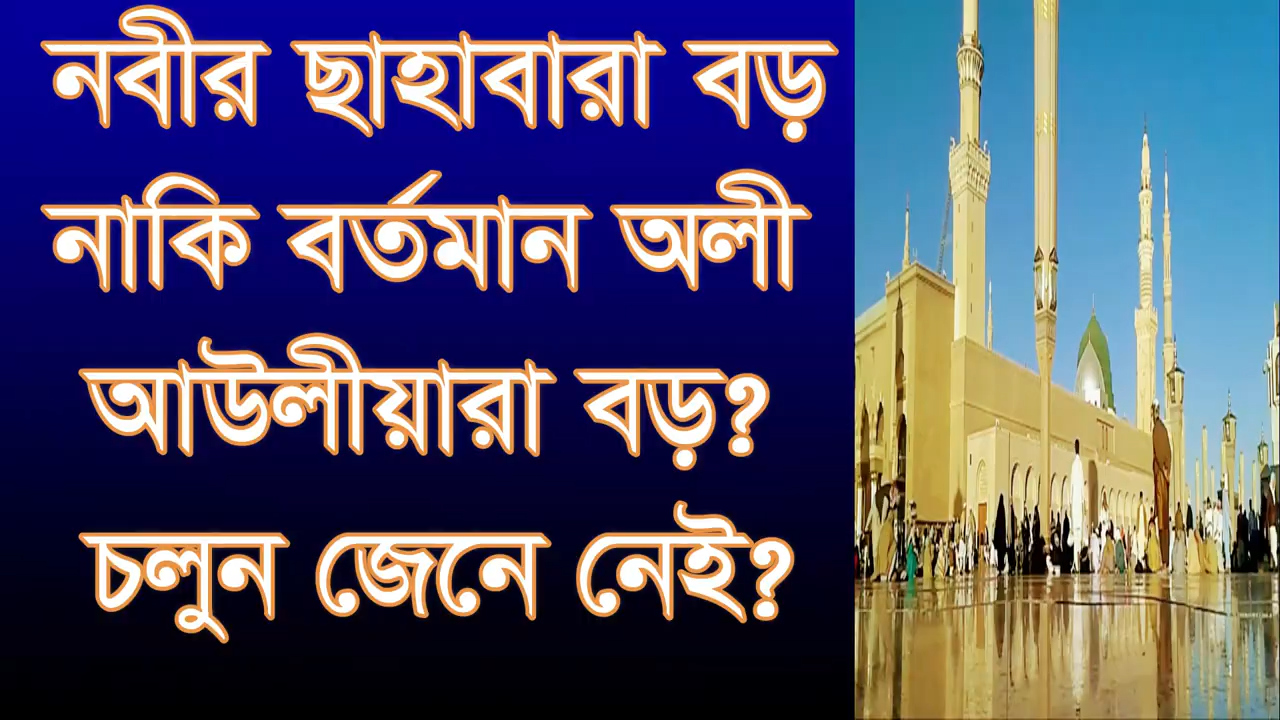 নবীর ছাহাবারা বড়
নাকি বর্তমান অলী
আউলীয়ারা বড়?
চলুন জেনে নেই?